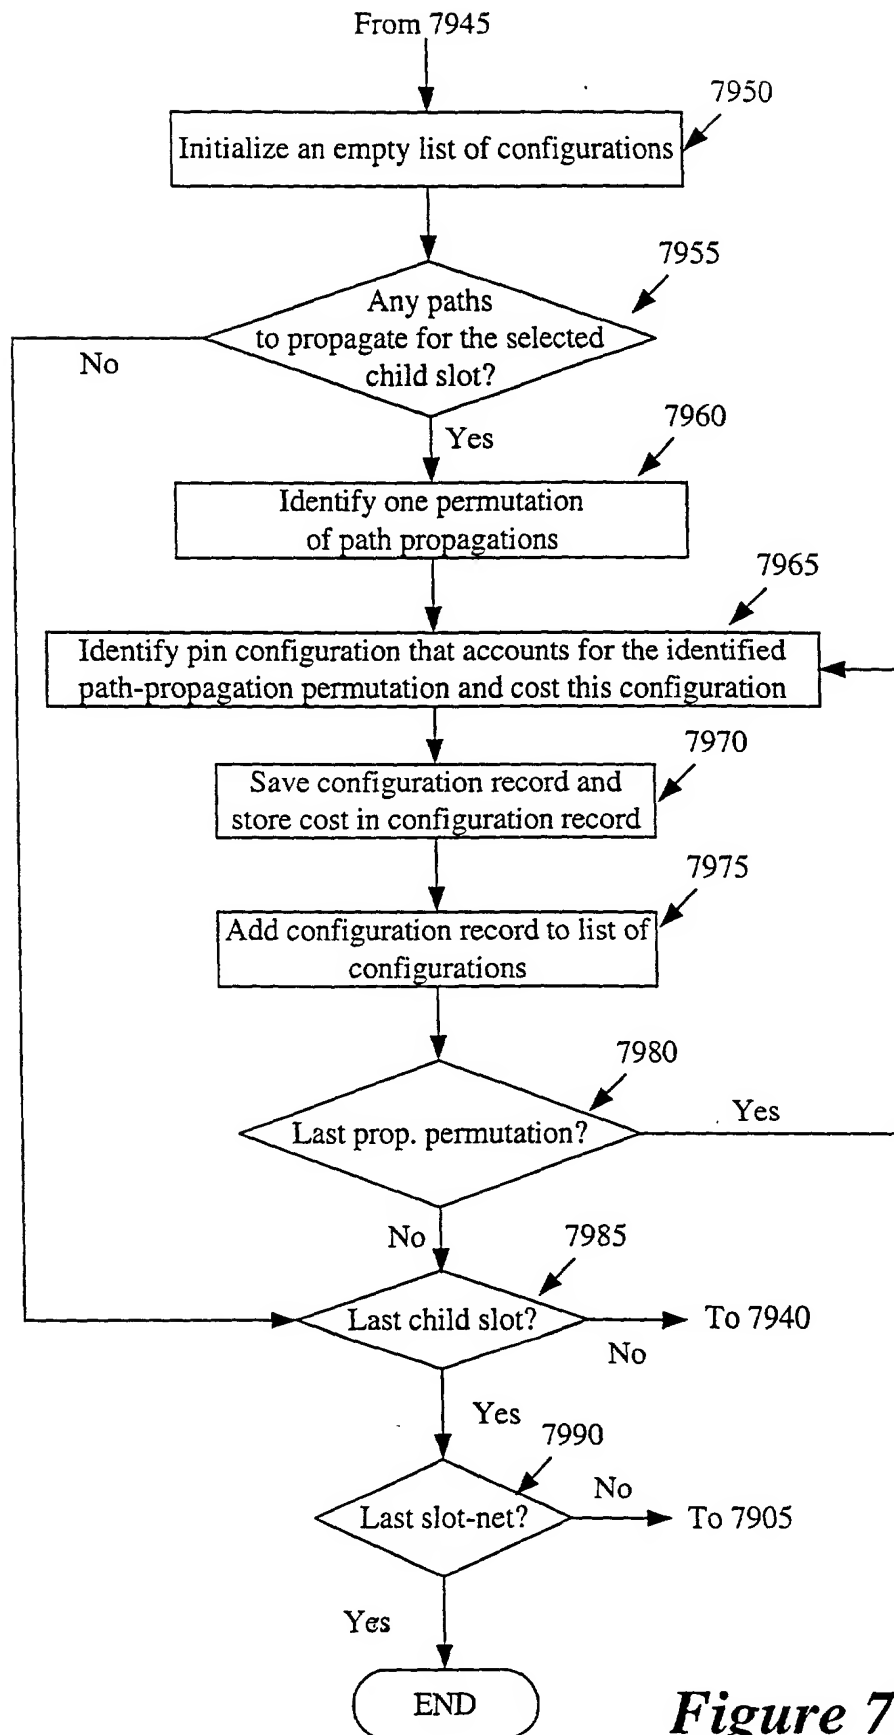 From 7945
7950
Initialize an empty list of configurations
7955
Any paths
to propagate for the selected
child slot?
No
Yes
7960
Identify one permutation
of path propagations
7965
Identify pin configuration that accounts for the identified
path-propagation permutation and cost this configuration
7970
Save configuration record and
store cost in configuration record
7975
Add configuration record to list of
configurations
7980
Last prop. permutation?
Yes
No
7985
Last child slot?
To 7940
No
Yes
7990
Last slot-net?
No
To 7905
Yes
END
Figure 7